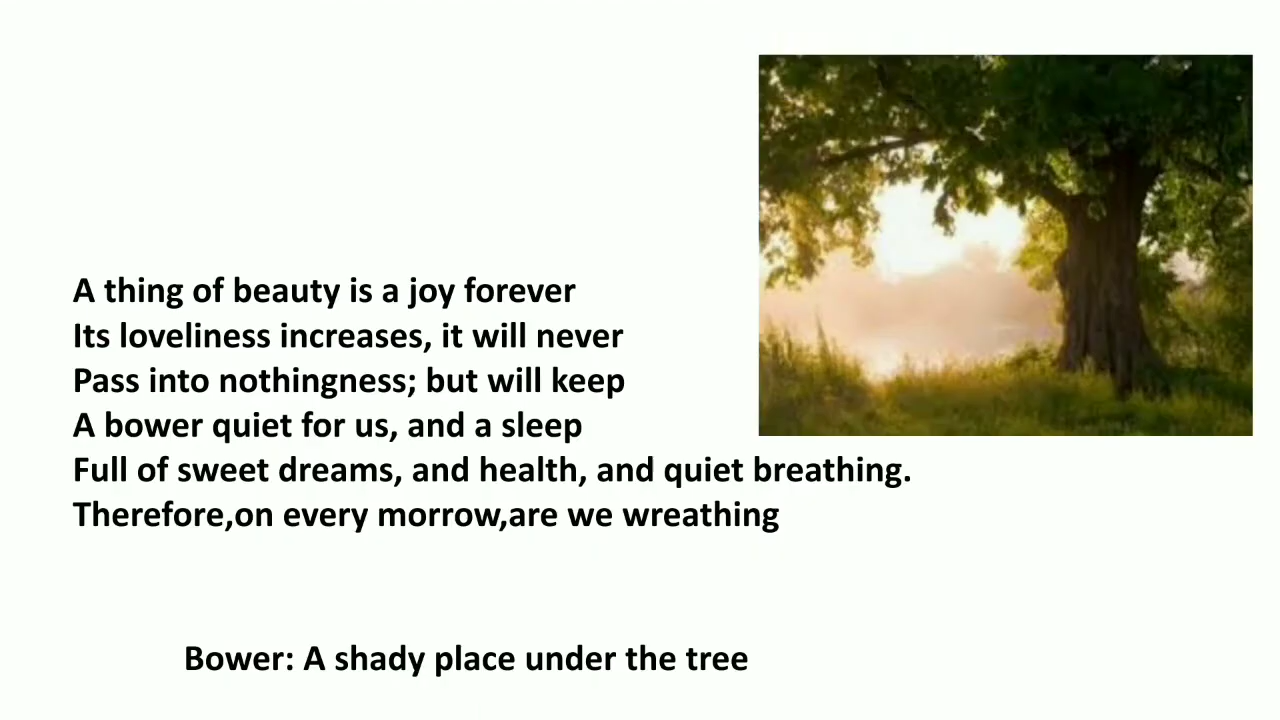 A thing of beauty is a joy forever
Its loveliness increases, it will never
Pass into nothingness; but will keep
A bower quiet for us, and a sleep
Full of sweet dreams, and health, and quiet breathing.
Therefore,on every morrow,are we wreathing
Bower: A shady place under the tree